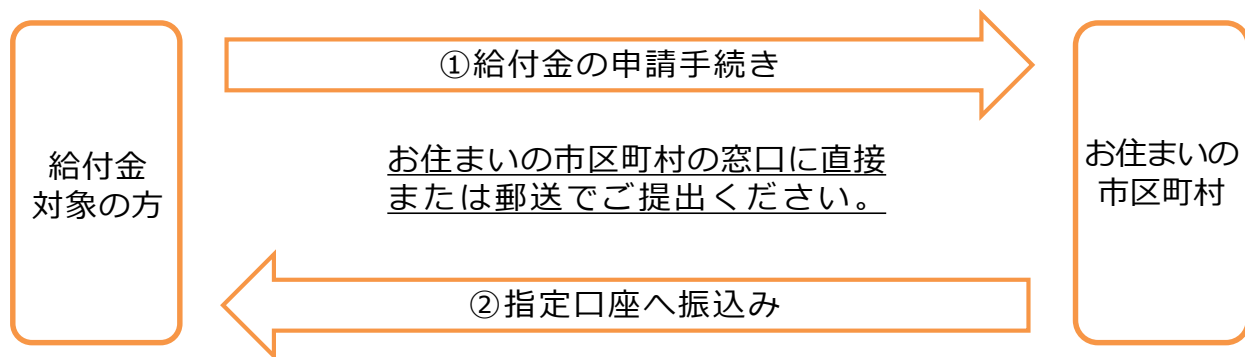 ①給付金の申請手続き
給付金
対象の方
お住まいの市区町村の窓口に直接
または郵送でご提出ください。
お住まいの
市区町村
②指定口座へ振込み